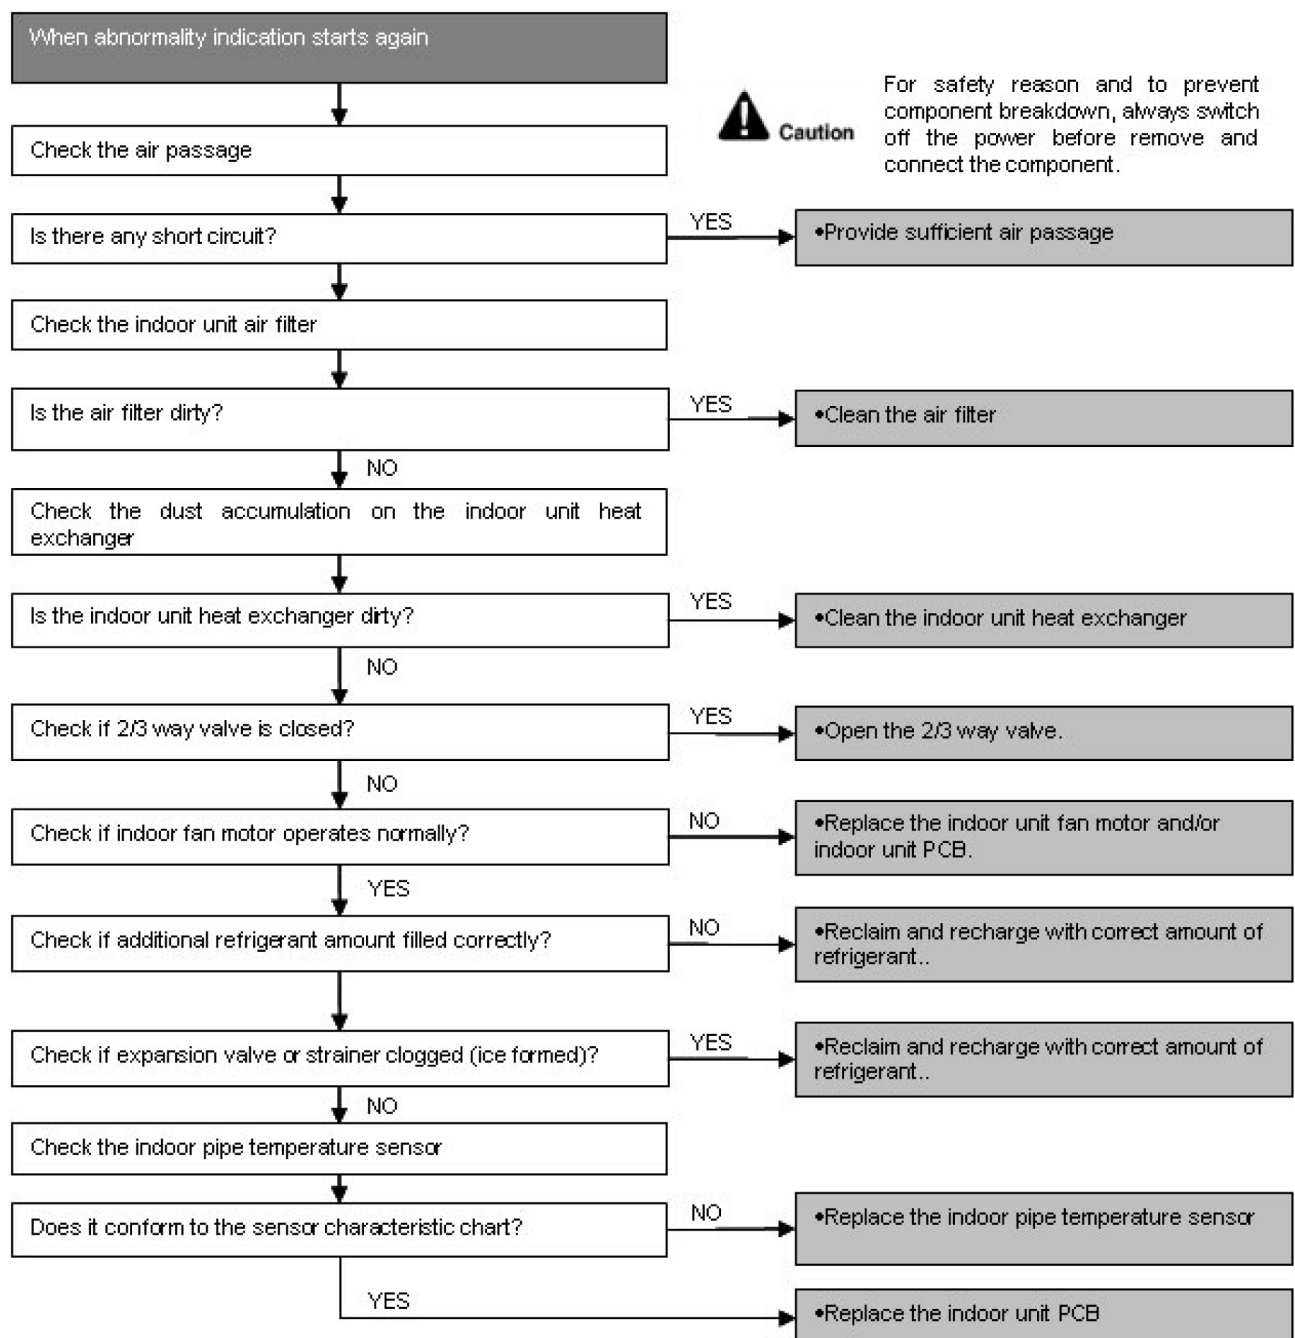 When abnormality indication starts again
For safety reason and to prevent
component breakdown, always switch
off the power before remove and
connect the component.
Caution
Check the air passage
Is there any short circuit?
YES
•Provide sufficient air passage
Check the indoor unit air filter
Is the air filter dirty?
YES
•Clean the air filter
NO
Check the dust accumulation on the indoor unit heat
exchanger
Is the indoor unit heat exchanger dirty?
YES
•Clean the indoor unit heat exchanger
NO
Check if 2/3 way valve is closed?
YES
•Open the 2/3 way valve.
NO
Check if indoor fan motor operates normally?
NO
•Replace the indoor unit fan motor and/or
indoor unit PCB.
YES
Check if additional refrigerant amount filled correctly?
NO
•Reclaim and recharge with correct amount of
refrigerant..
Check if expansion valve or strainer clogged (ice formed)?
YES
•Reclaim and recharge with correct amount of
refrigerant..
NO
Check the indoor pipe temperature sensor
Does it conform to the sensor characteristic chart?
NO
•Replace the indoor pipe temperature sensor
YES
•Replace the indoor unit PCB